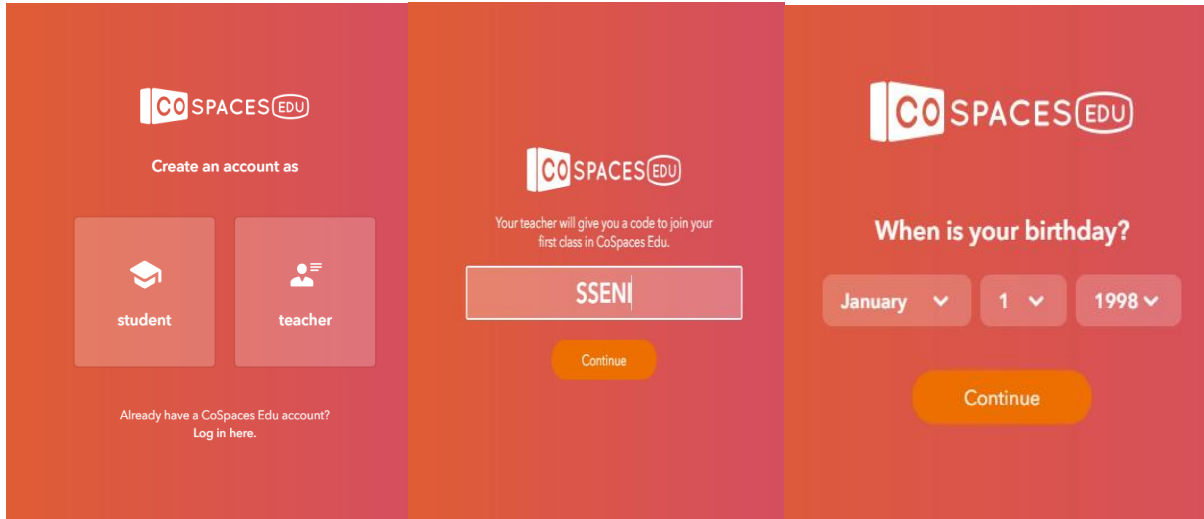 CO SPACES EDU
Create an account as
student
teacher
Already have a CoSpaces Edu account?
Log in here.
CO SPACES EDU
Your teacher will give you a code to join your
first class in CoSpaces Edu.
SSENI
Continue
CO SPACES EDU
When is your birthday?
January 1 1998
Continue